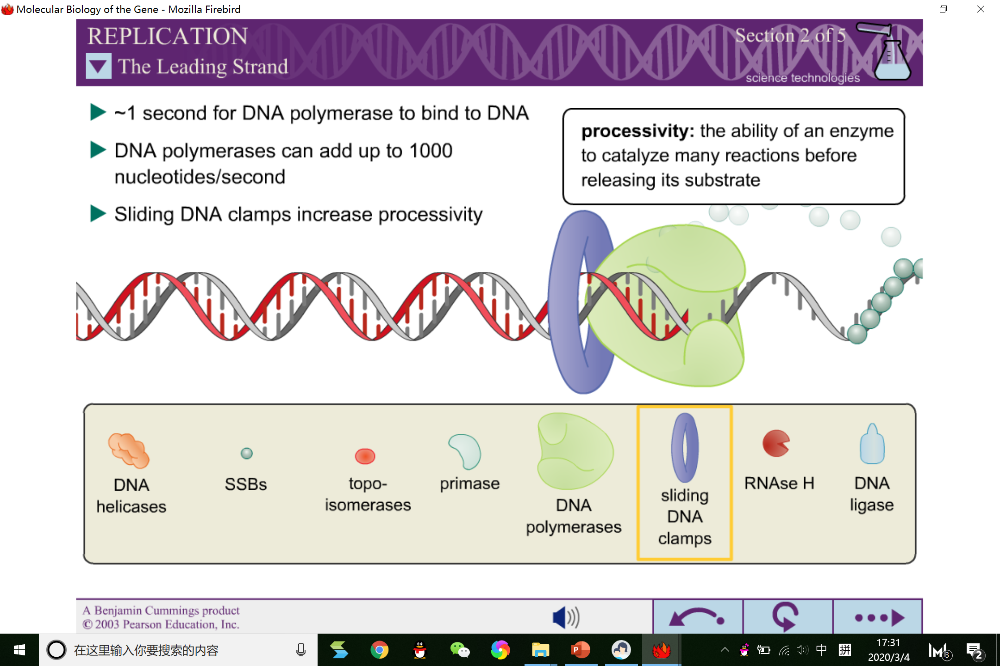 Molecular Biology of the Gene - Mozilla Firebird
REPLICATION
Section 2 of 5
The Leading Strand
science technologies
~1 second for DNA polymerase to bind to DNA
DNA polymerases can add up to 1000
nucleotides/second
Sliding DNA clamps increase processivity
processivity: the ability of an enzyme
to catalyze many reactions before
releasing its substrate
DNA
helicases
SSBs
topo-
isomerases
primase
DNA
polymerases
sliding
DNA
clamps
RNAse H
DNA
ligase
A Benjamin Cummings product
© 2003 Pearson Education, Inc.
在这里输入你要搜索的内容
P
中
拼
17:31
2020/3/4
3
2